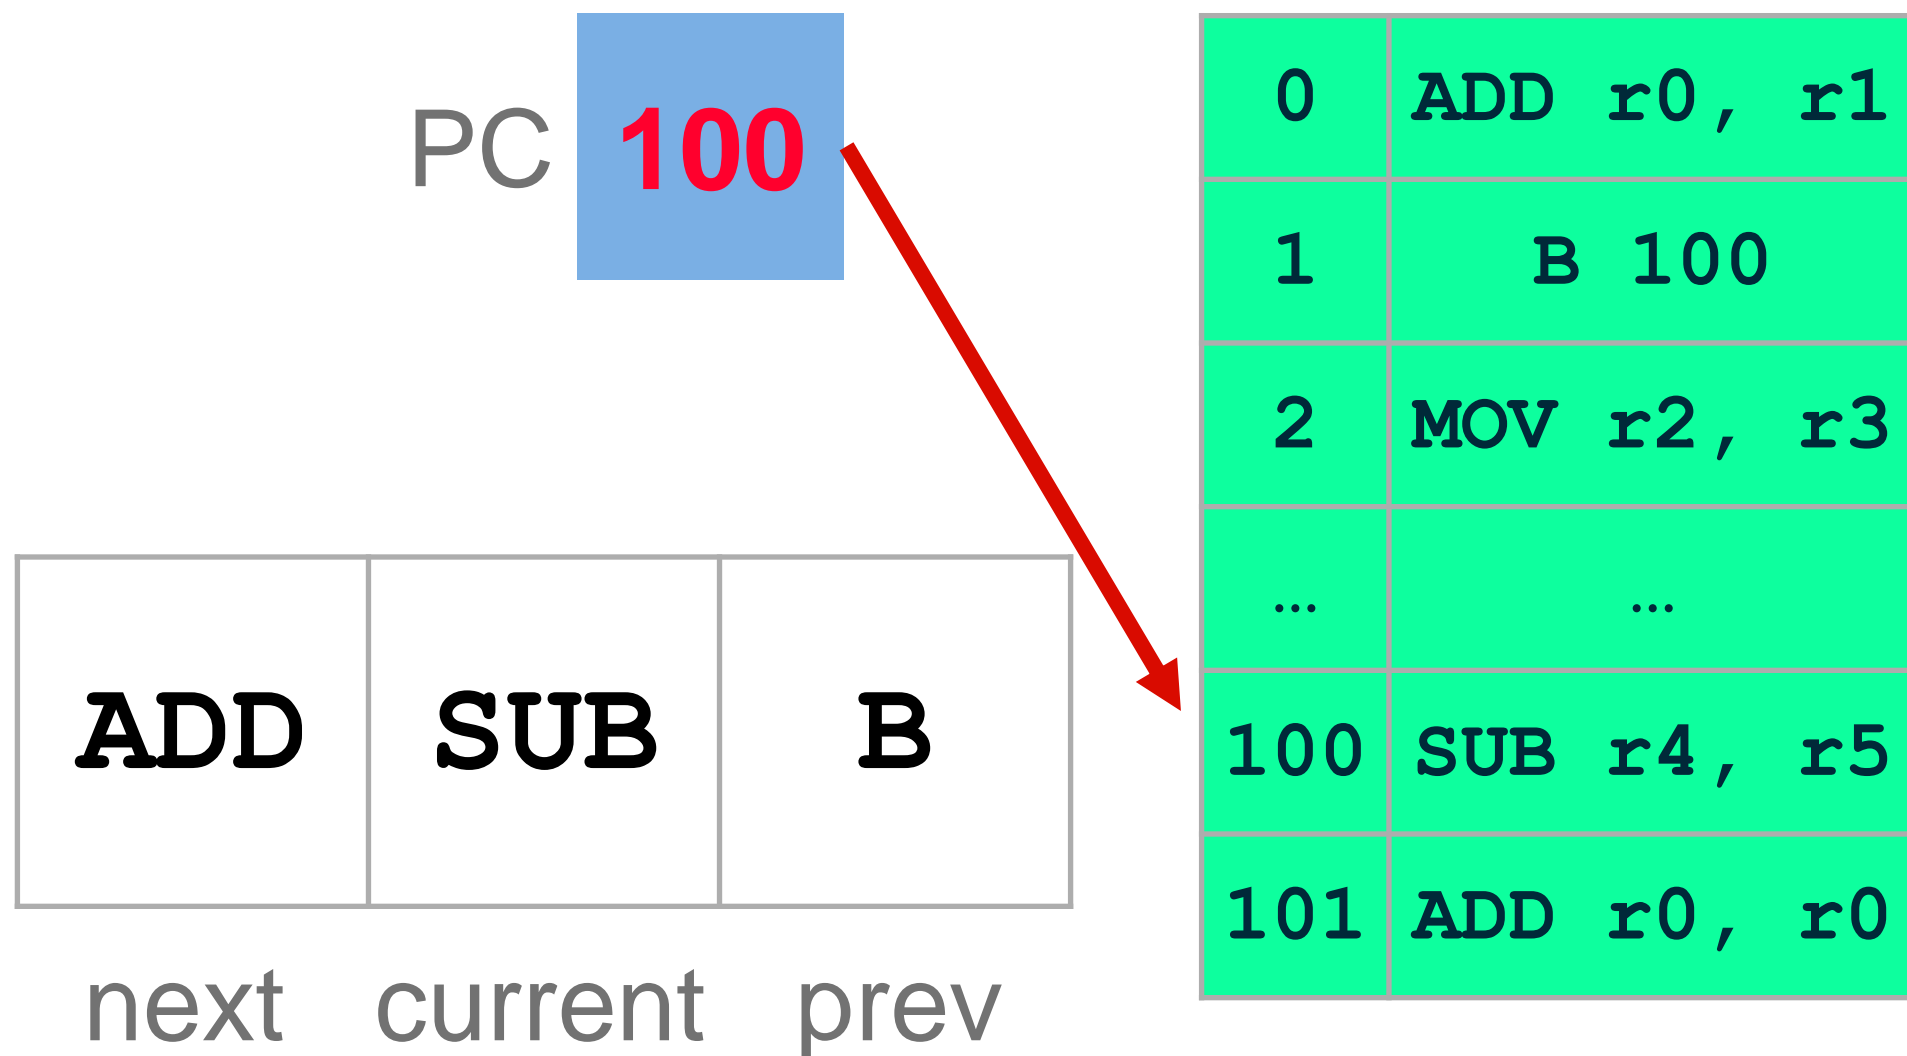 PC 100
0 ADD r0, r1
1 B 100
2 MOV r2, r3
… …
100 SUB r4, r5
101 ADD r0, r0
ADD SUB B
next current prev